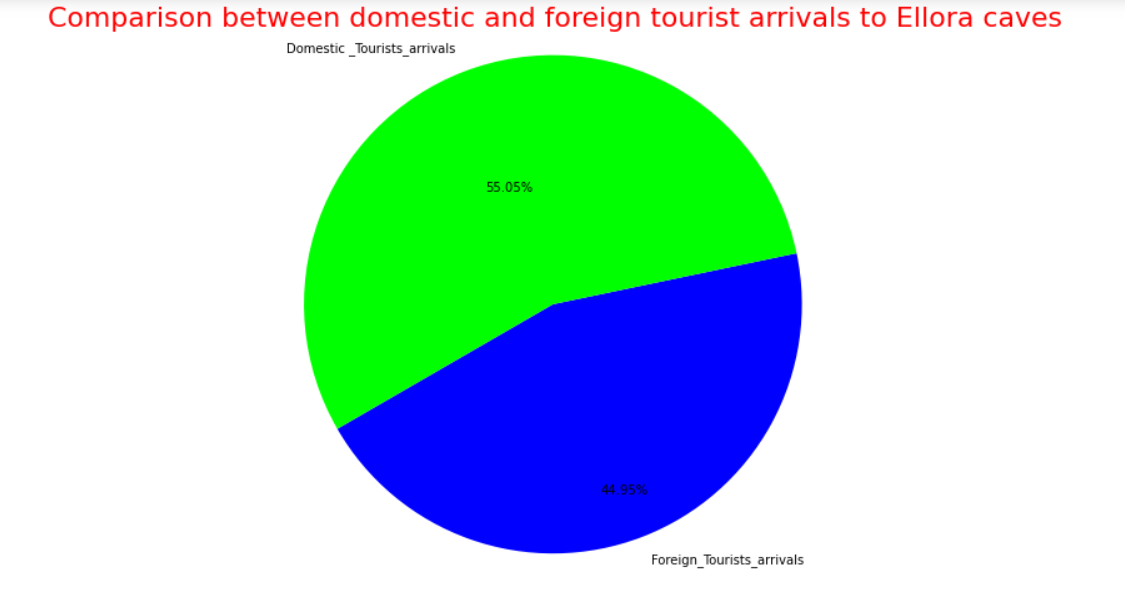 Comparison between domestic and foreign tourist arrivals to Ellora caves
Domestic _Tourists_arrivals
55.05%
44.95%
Foreign_Tourists_arrivals